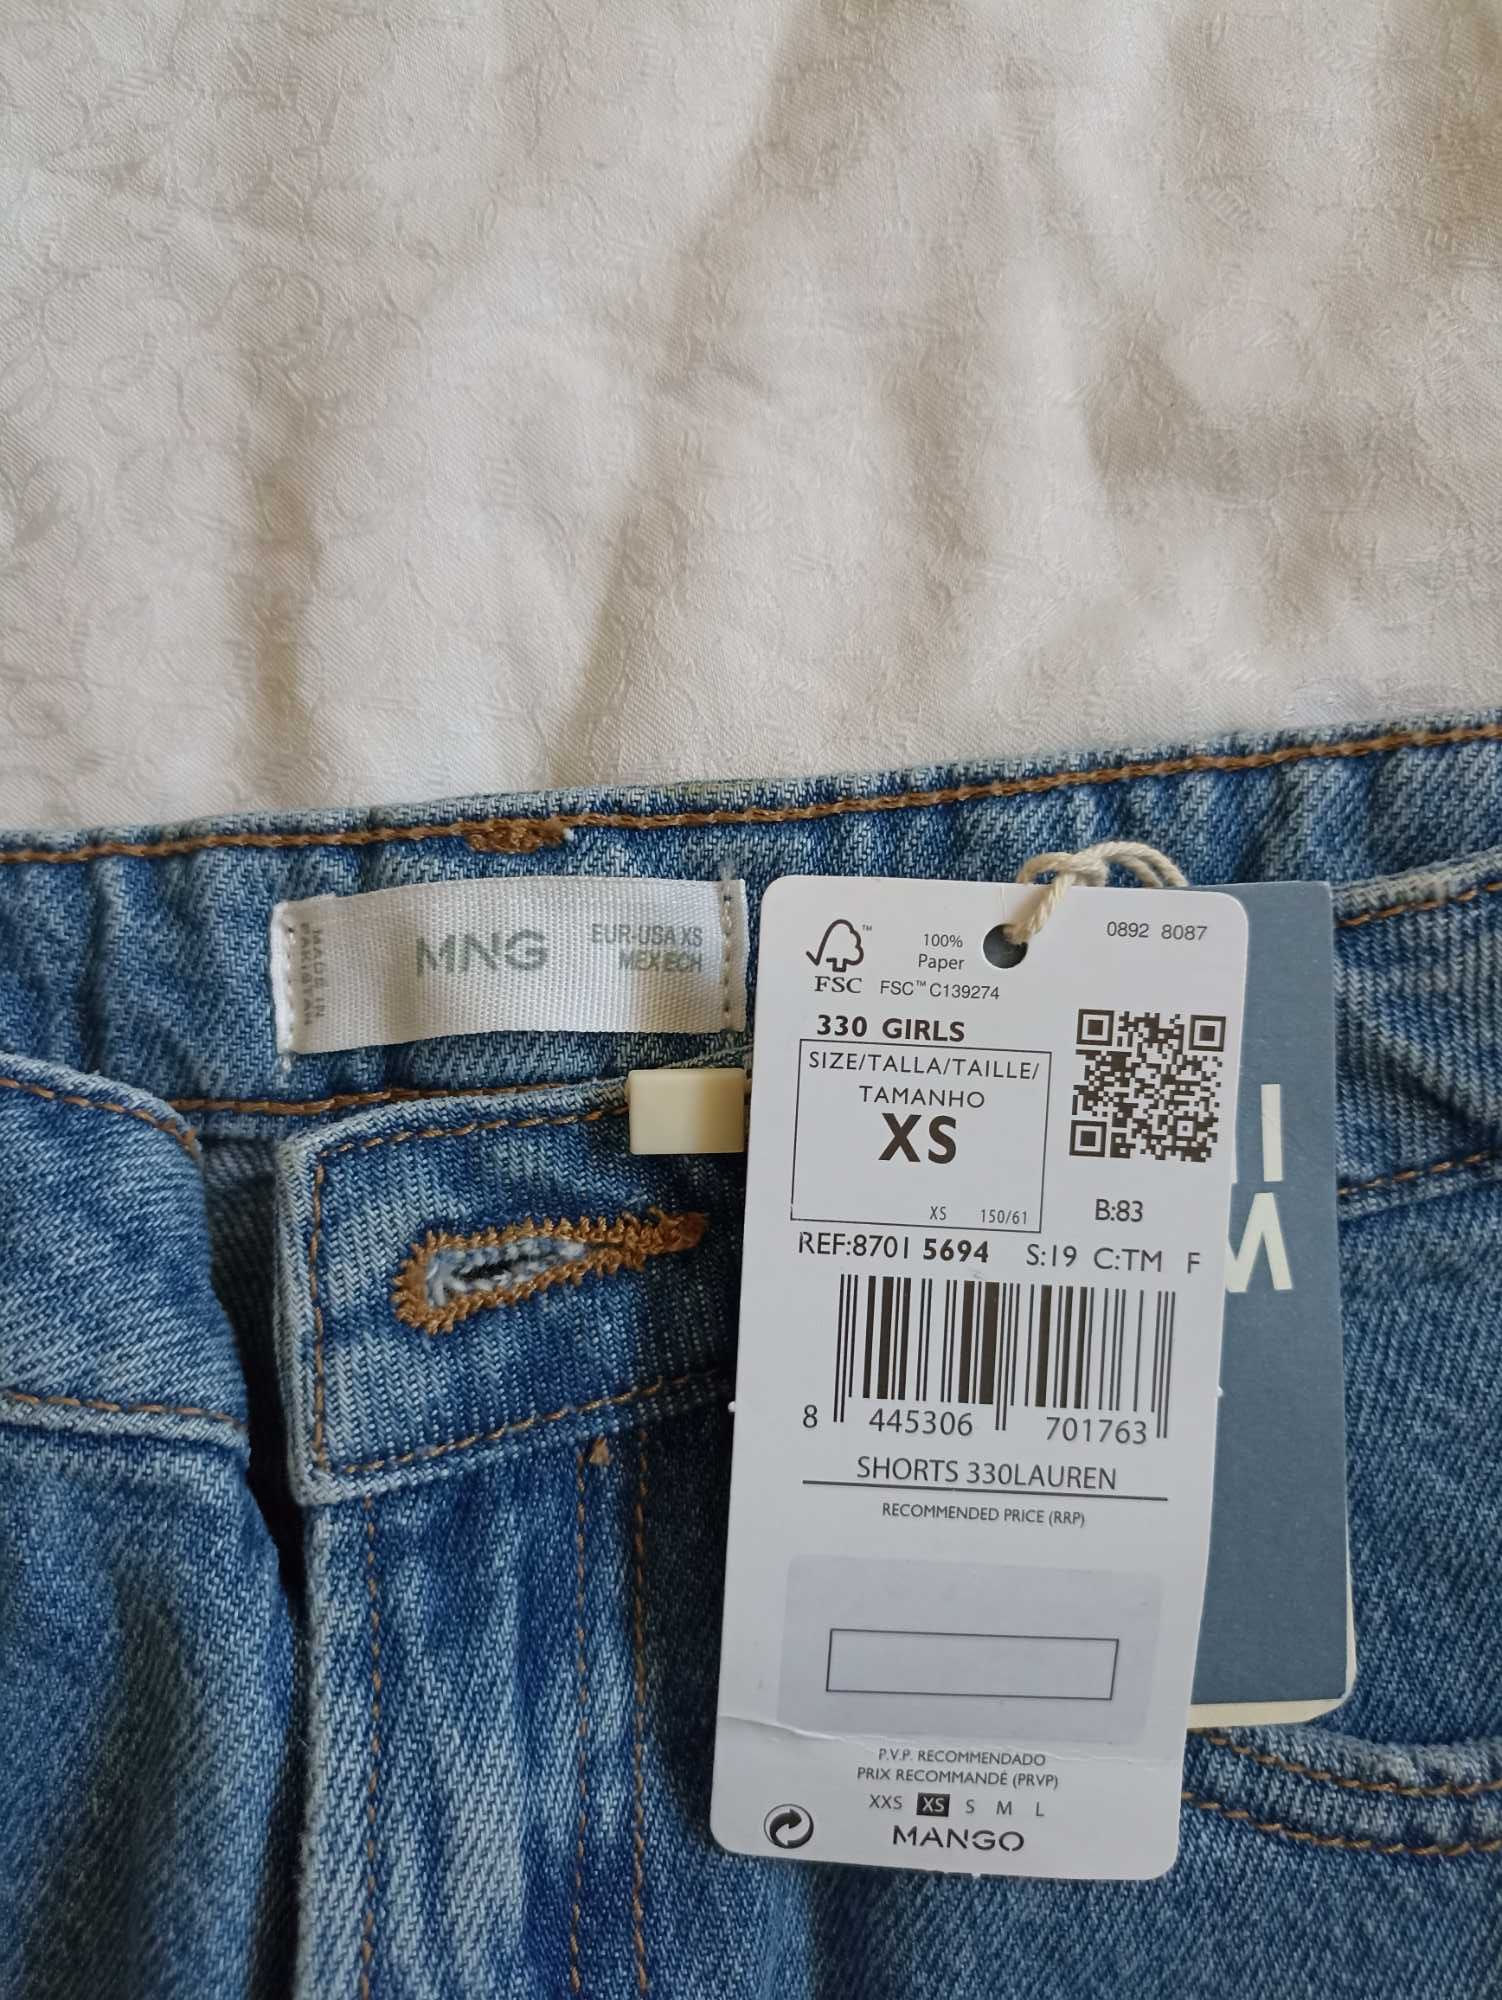 MADE IN
PAKISTAN
MNG
EUR-USA XS
MEX ECH
FSC
™
100%
Paper
FSC™ C139274
0892 8087
330 GIRLS
SIZE/TALLA/TAILLE/
TAMANHO
XS
XS 150/61
B:83
REF:8701 5694 S:19 C:TM F
8 445306 701763
SHORTS 330LAUREN
RECOMMENDED PRICE (RRP)
P.V.P. RECOMMENDADO
PRIX RECOMMANDÉ (PRVP)
XXS XS S M L
MANGO